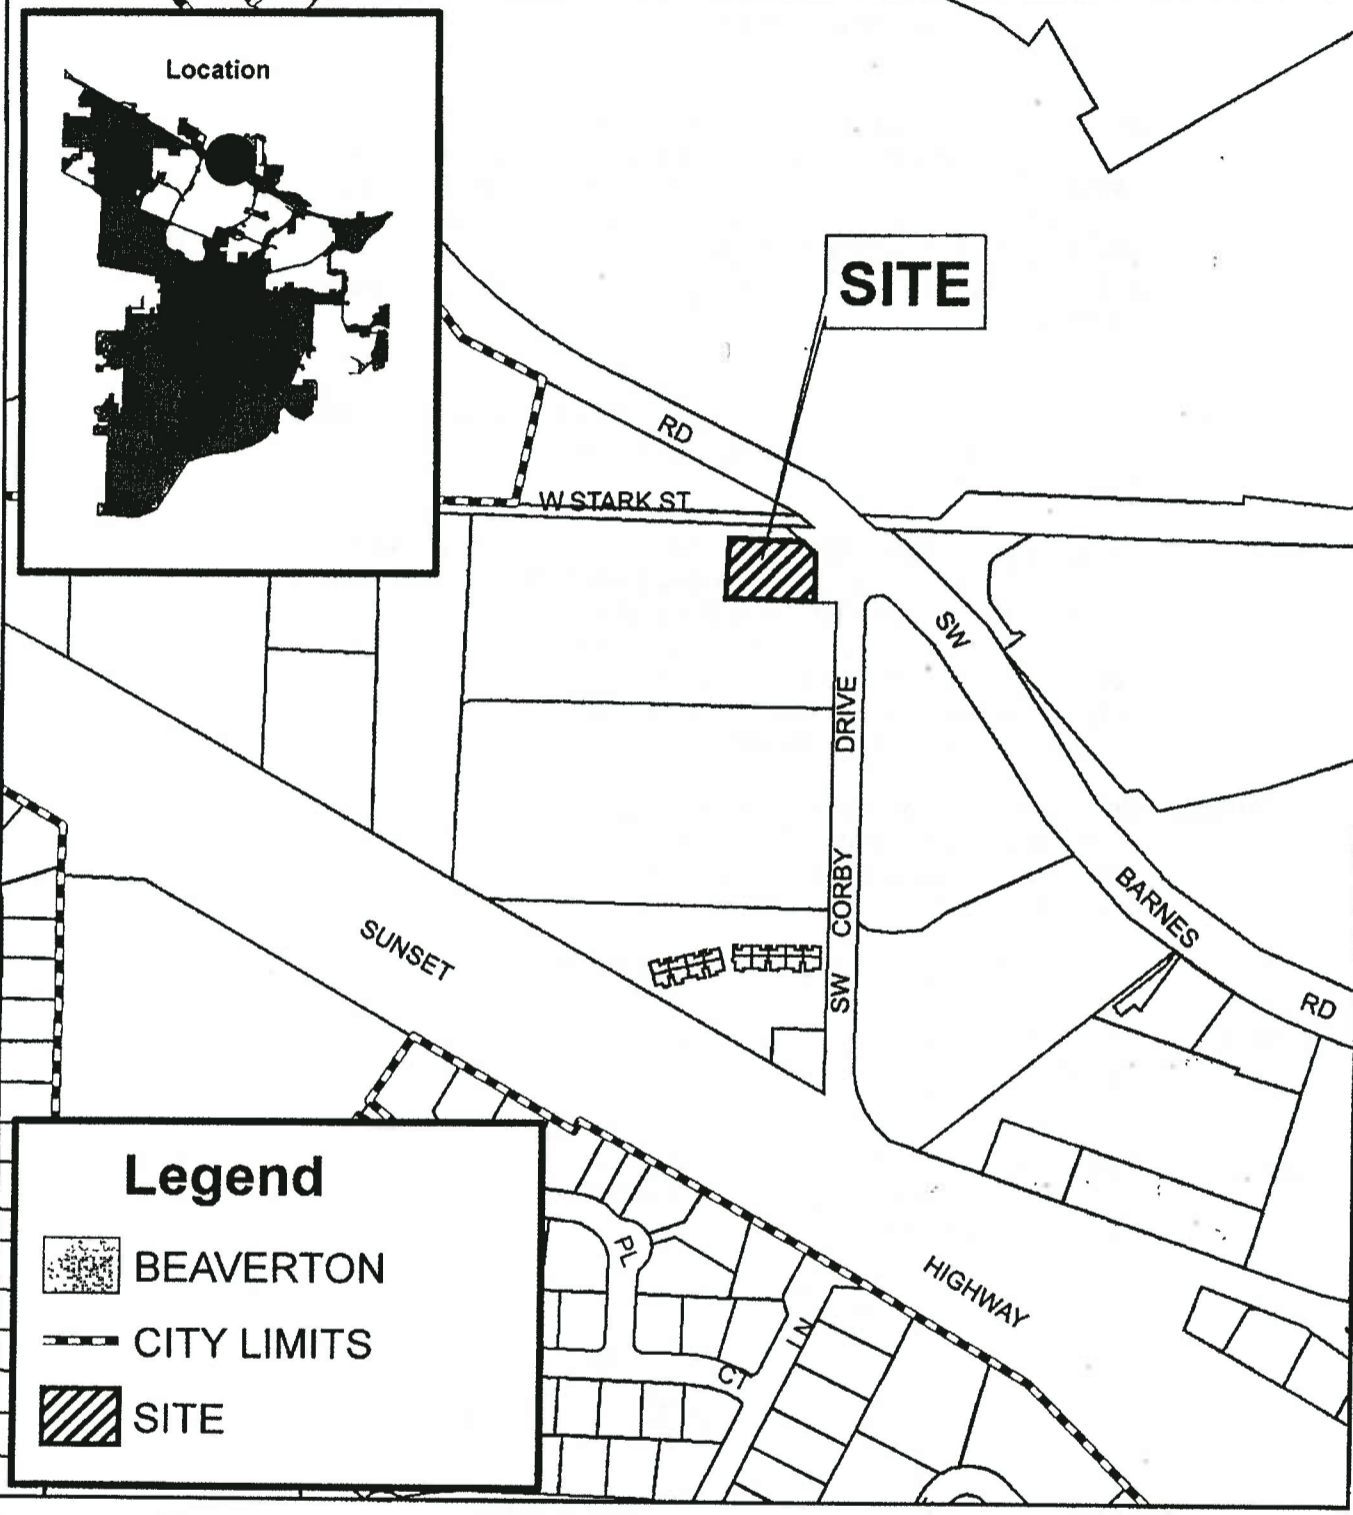 Location
SITE
RD
W STARK ST
SW
DRIVE
CORBY
SW
BARNES
RD
SUNSET
HIGHWAY
PL
CT
Legend
BEAVERTON
CITY LIMITS
SITE